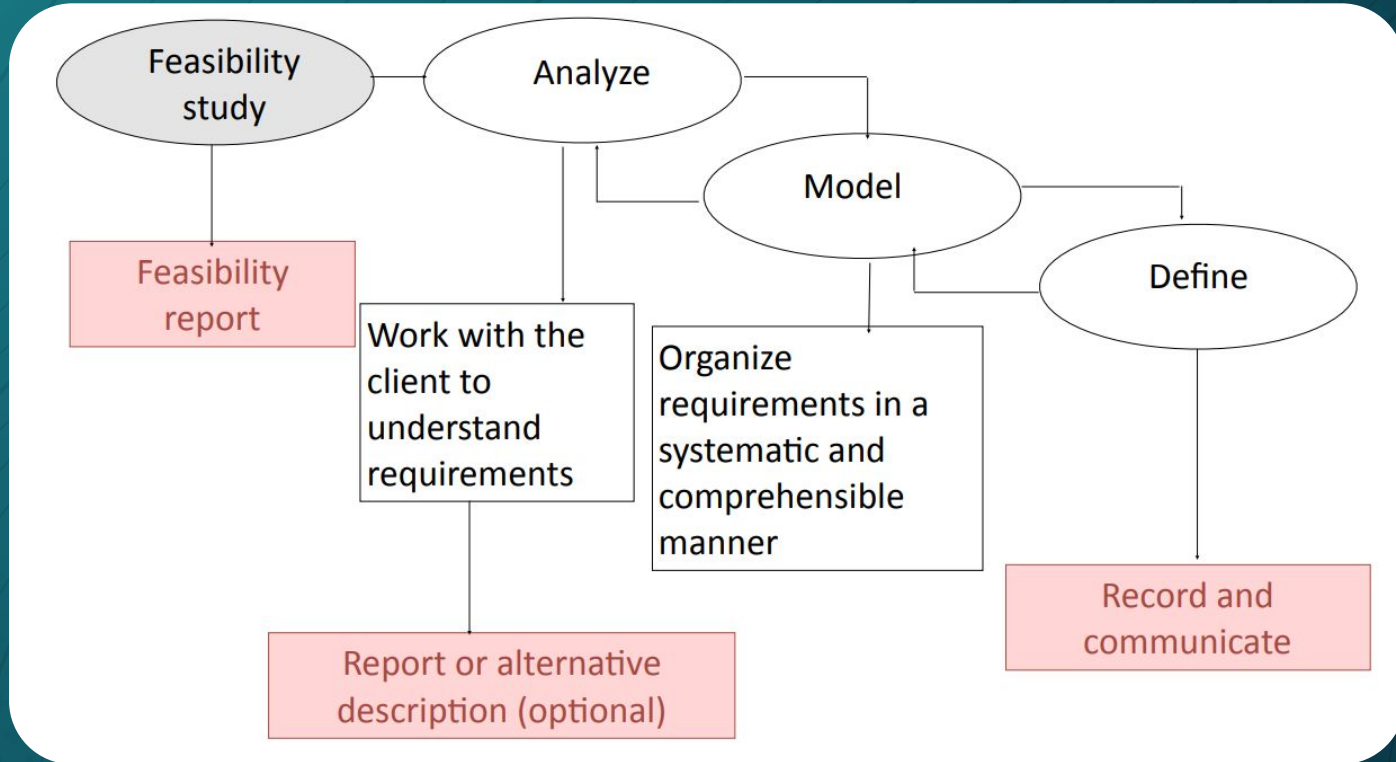 Feasibility
study
Analyze
Model
Define
Feasibility
report
Work with the
client to
understand
requirements
Organize
requirements in a
systematic and
comprehensible
manner
Record and
communicate
Report or alternative
description (optional)